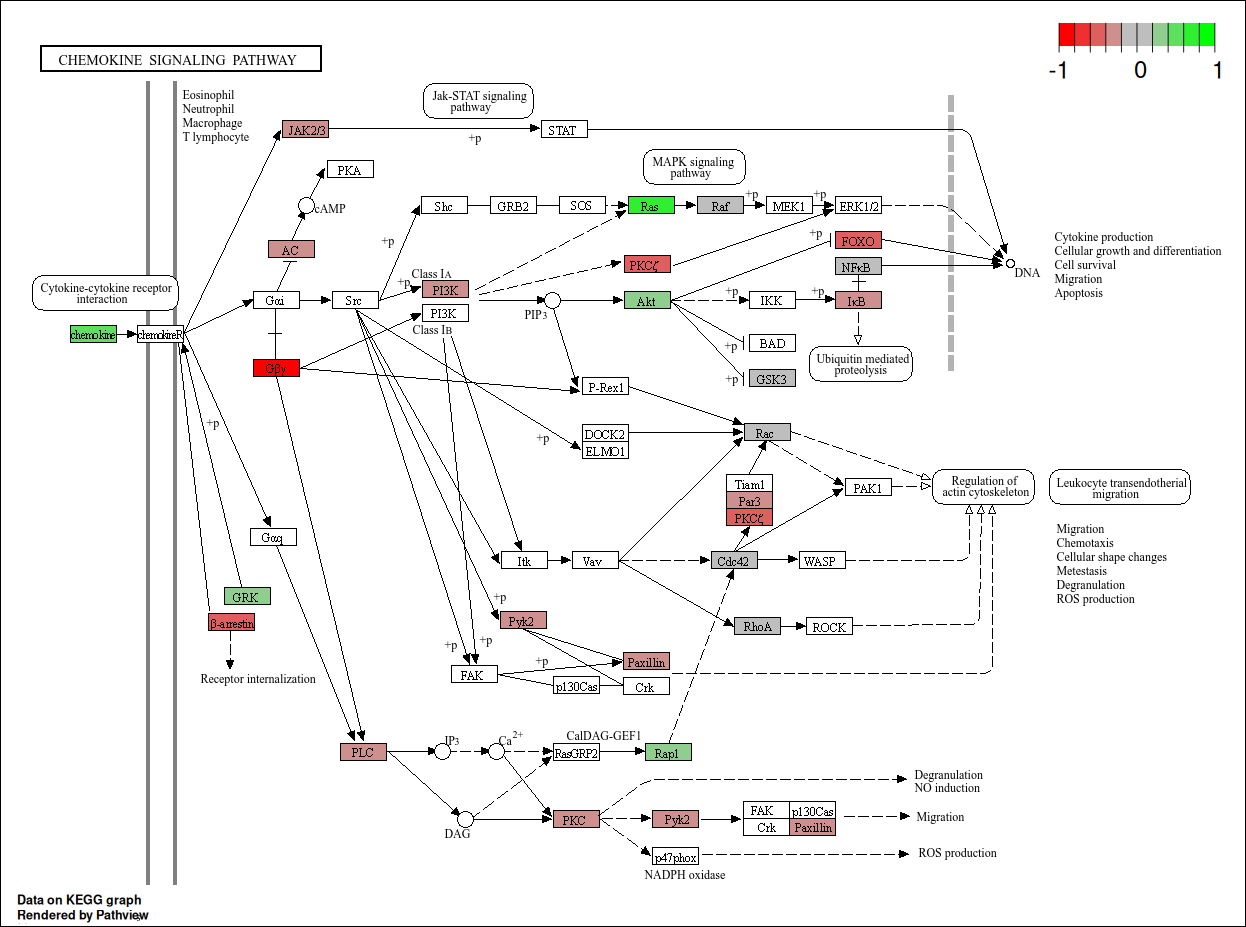 -1 0 1
CHEMOKINE SIGNALING PATHWAY
Eosinophil
Neutrophil
Macrophage
T lymphocyte
Jak-STAT signaling
pathway
JAK2/3
+p
STAT
PKA
cAMP
MAPK signaling
pathway
+p
Shc
GRB2
SOS
Ras
Raf
+p
MEK1
+p
ERK1/2
AC
Cytokine-cytokine receptor
interaction
chemokine
chemokineR
Gαi
Src
+p
Class IA
PI3K
PI3K
Class IB
PKCζ
PIP3
Akt
+p
FOXO
NFκB
+p
IKK
+p
IκB
+p
BAD
+p
GSK3
Ubiquitin mediated
proteolysis
DNA
Cytokine production
Cellular growth and differentiation
Cell survival
Migration
Apoptosis
Gβγ
P-Rex1
+p
DOCK2
ELMO1
Rac
Tiam1
Par3
PKCζ
PAK1
Regulation of
actin cytoskeleton
Leukocyte transendotherial
migration
Migration
Chemotaxis
Cellular shape changes
Metestasis
Degranulation
ROS production
+p
Gαq
GRK
β-arrestin
Receptor internalization
Itk
Vav
Cdc42
WASP
RhoA
ROCK
+p
Pyk2
+p
+p
FAK
+p
Paxillin
p130Cas
Crk
PLC
IP3
Ca2+
CalDAG-GEF1
RasGRP2
Rap1
DAG
PKC
Pyk2
FAK
p130Cas
Crk
Paxillin
Degranulation
NO induction
Migration
p47phox
NADPH oxidase
ROS production
Data on KEGG graph
Rendered by Pathview